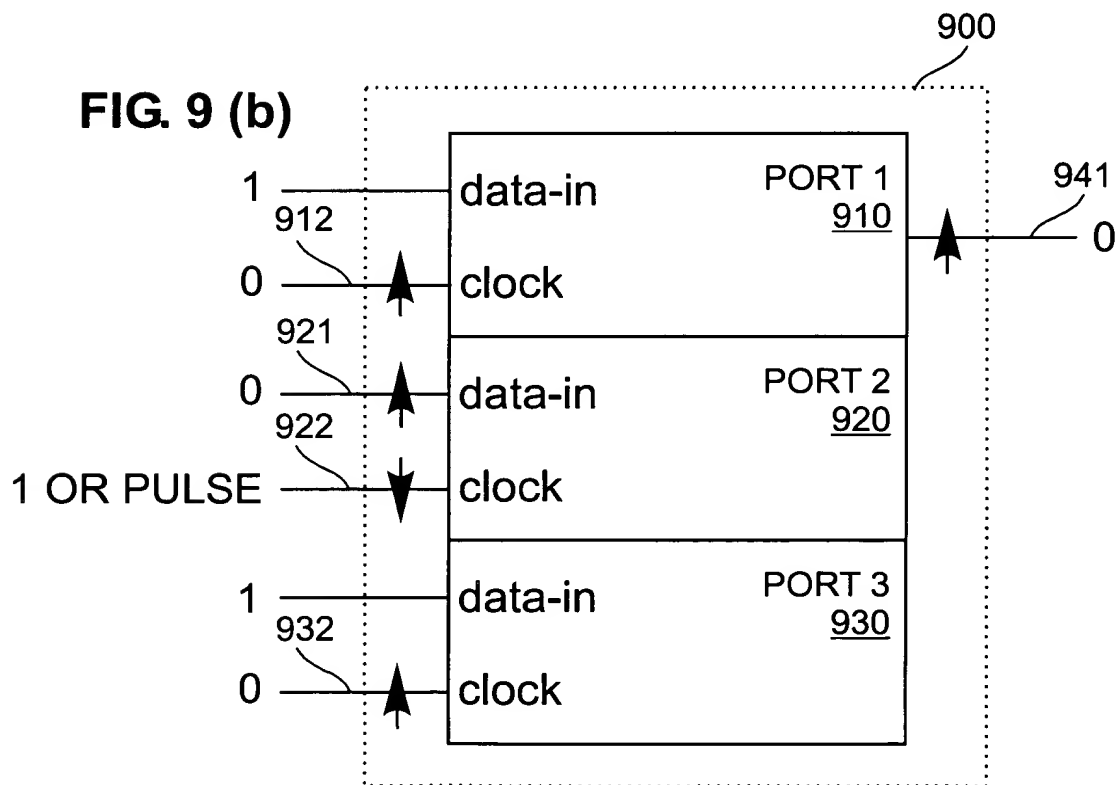 900
FIG. 9 (b)
1 data-in PORT 1 941
912 910 0
0 clock
921
0 data-in PORT 2
922 920
1 OR PULSE clock
1 data-in PORT 3
932 930
0 clock